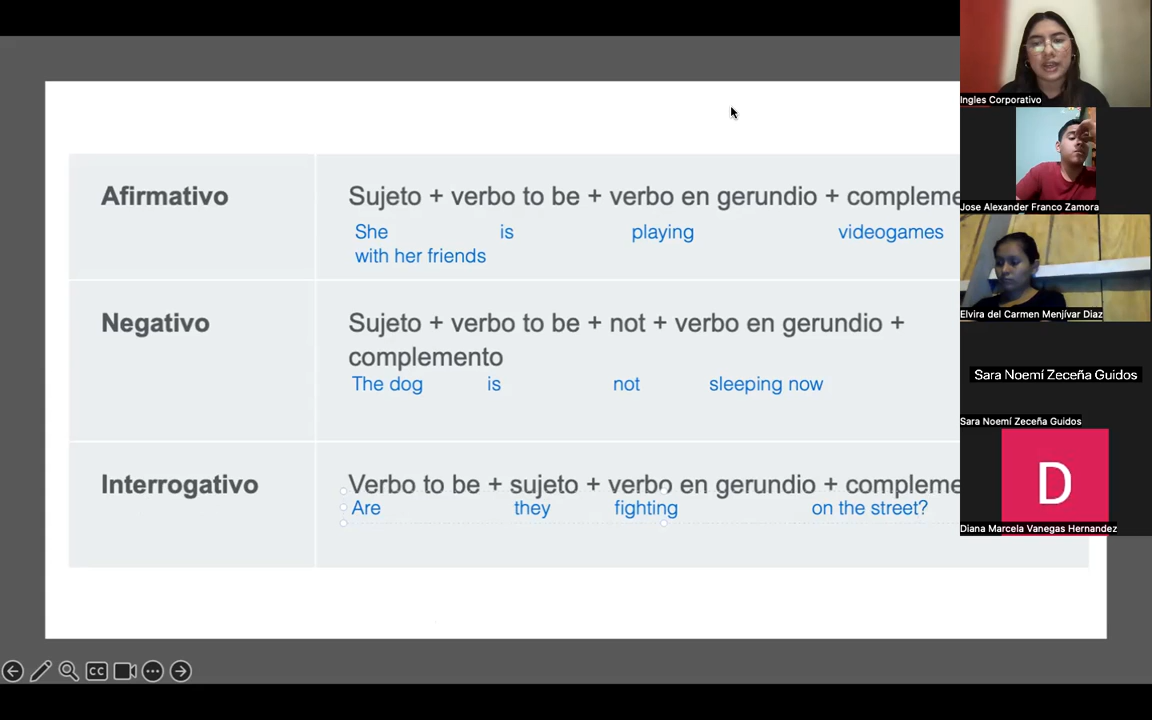 Afirmativo
Sujeto + verbo to be + verbo en gerundio + compleme
She is playing videogames
with her friends
Negativo
Sujeto + verbo to be + not + verbo en gerundio +
complemento
The dog is not sleeping now
Interrogativo
Verbo to be + sujeto + verbo en gerundio + compleme
Are they fighting on the street?
CC
Ingles Corporativo
Jose Alexander Franco Zamora
Elvira del Carmen Menjívar Diaz
Sara Noemí Zeceña Guidos
Sara Noemí Zeceña Guidos
D
Diana Marcela Vanegas Hernandez